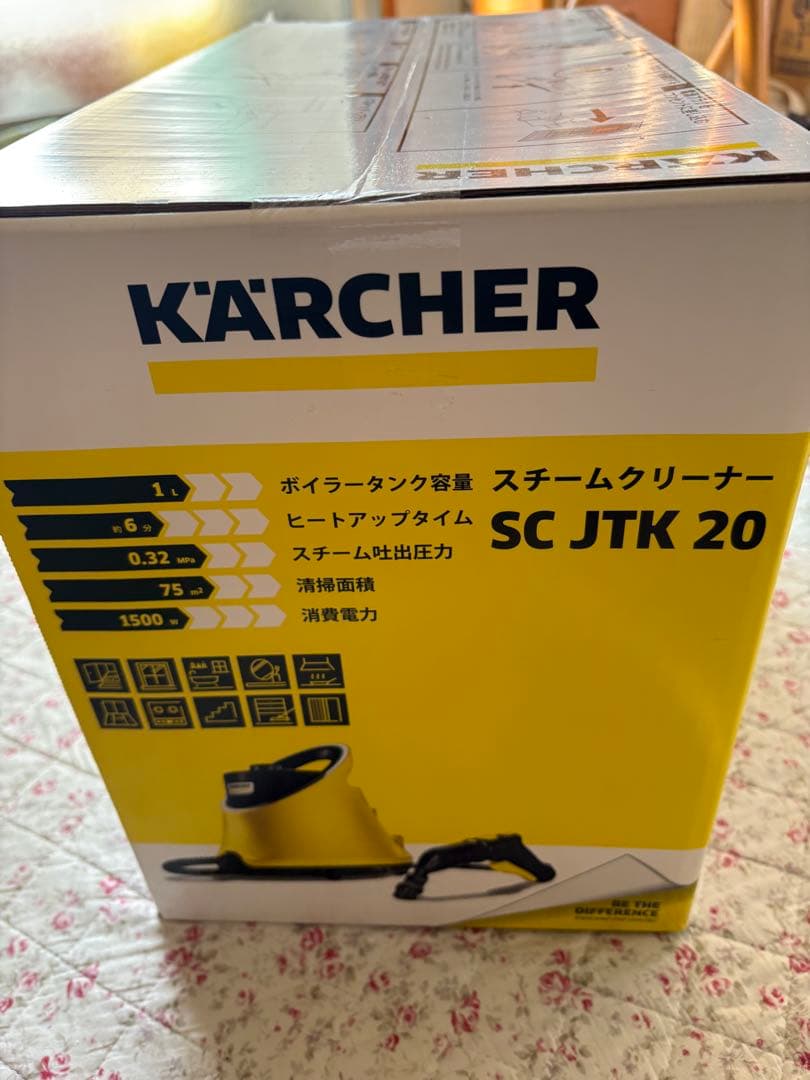 KÄRCHER
KÄRCHER
スチームクリーナー
SC JTK 20
1 L ボイラータンク容量
約 6 分 ヒートアップタイム
0.32 MPa スチーム吐出圧力
75 m² 清掃面積
1500 W 消費電力
BE THE
DIFFERENCE